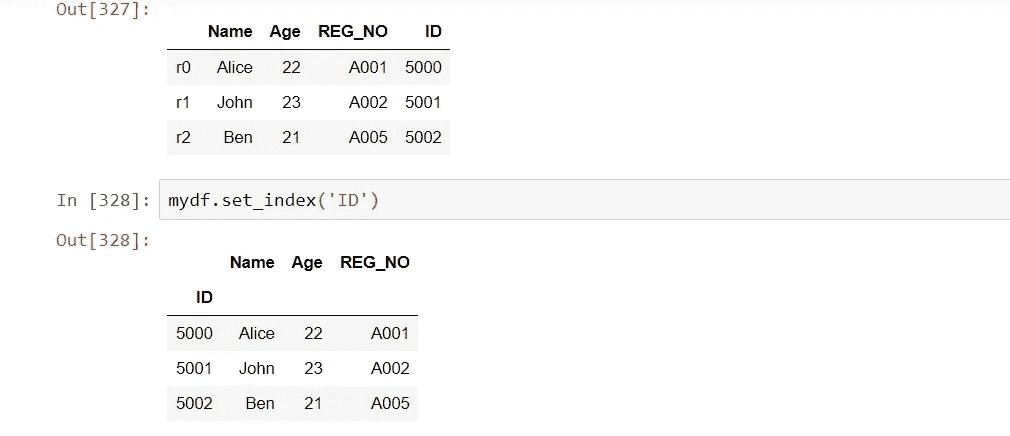 Out[327]:
Name Age REG_NO ID
r0 Alice 22 A001 5000
r1 John 23 A002 5001
r2 Ben 21 A005 5002
In [328]: mydf.set_index('ID')
Out[328]:
Name Age REG_NO
ID
5000 Alice 22 A001
5001 John 23 A002
5002 Ben 21 A005